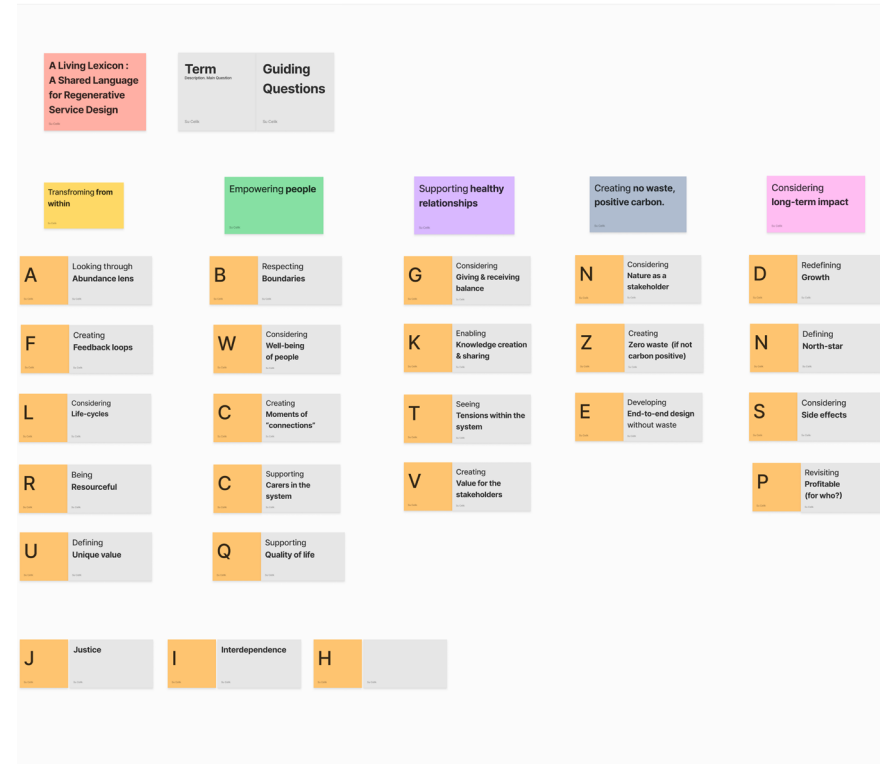 A Living Lexicon :
A Shared Language
for Regenerative
Service Design
Term
Description: Main Question
Guiding
Questions
Transfroming from
within
Empowering people
Supporting healthy
relationships
Creating no waste,
positive carbon.
Considering
long-term impact
A
Looking through
Abundance lens
F
Creating
Feedback loops
L
Considering
Life-cycles
R
Being
Resourceful
U
Defining
Unique value
B
Respecting
Boundaries
W
Considering
Well-being
of people
C
Creating
Moments of
"connections"
C
Supporting
Carers in the
system
Q
Supporting
Quality of life
G
Considering
Giving & receiving
balance
K
Enabling
Knowledge creation
& sharing
T
Seeing
Tensions within the
system
V
Creating
Value for the
stakeholders
N
Considering
Nature as a
stakeholder
Z
Creating
Zero waste (if not
carbon positive)
E
Developing
End-to-end design
without waste
D
Redefining
Growth
N
Defining
North-star
S
Considering
Side effects
P
Revisiting
Profitable
(for who?)
J
Justice
I
Interdependence
H